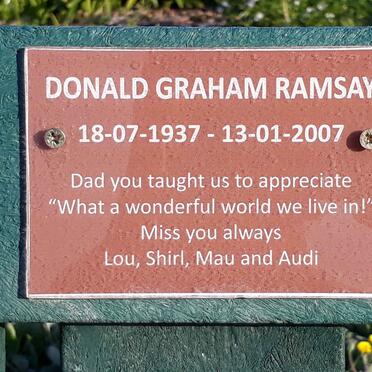 DONALD GRAHAM RAMSAY
18-07-1937 - 13-01-2007
Dad you taught us to appreciate
“What a wonderful world we live in!”
Miss you always
Lou, Shirl, Mau and Audi